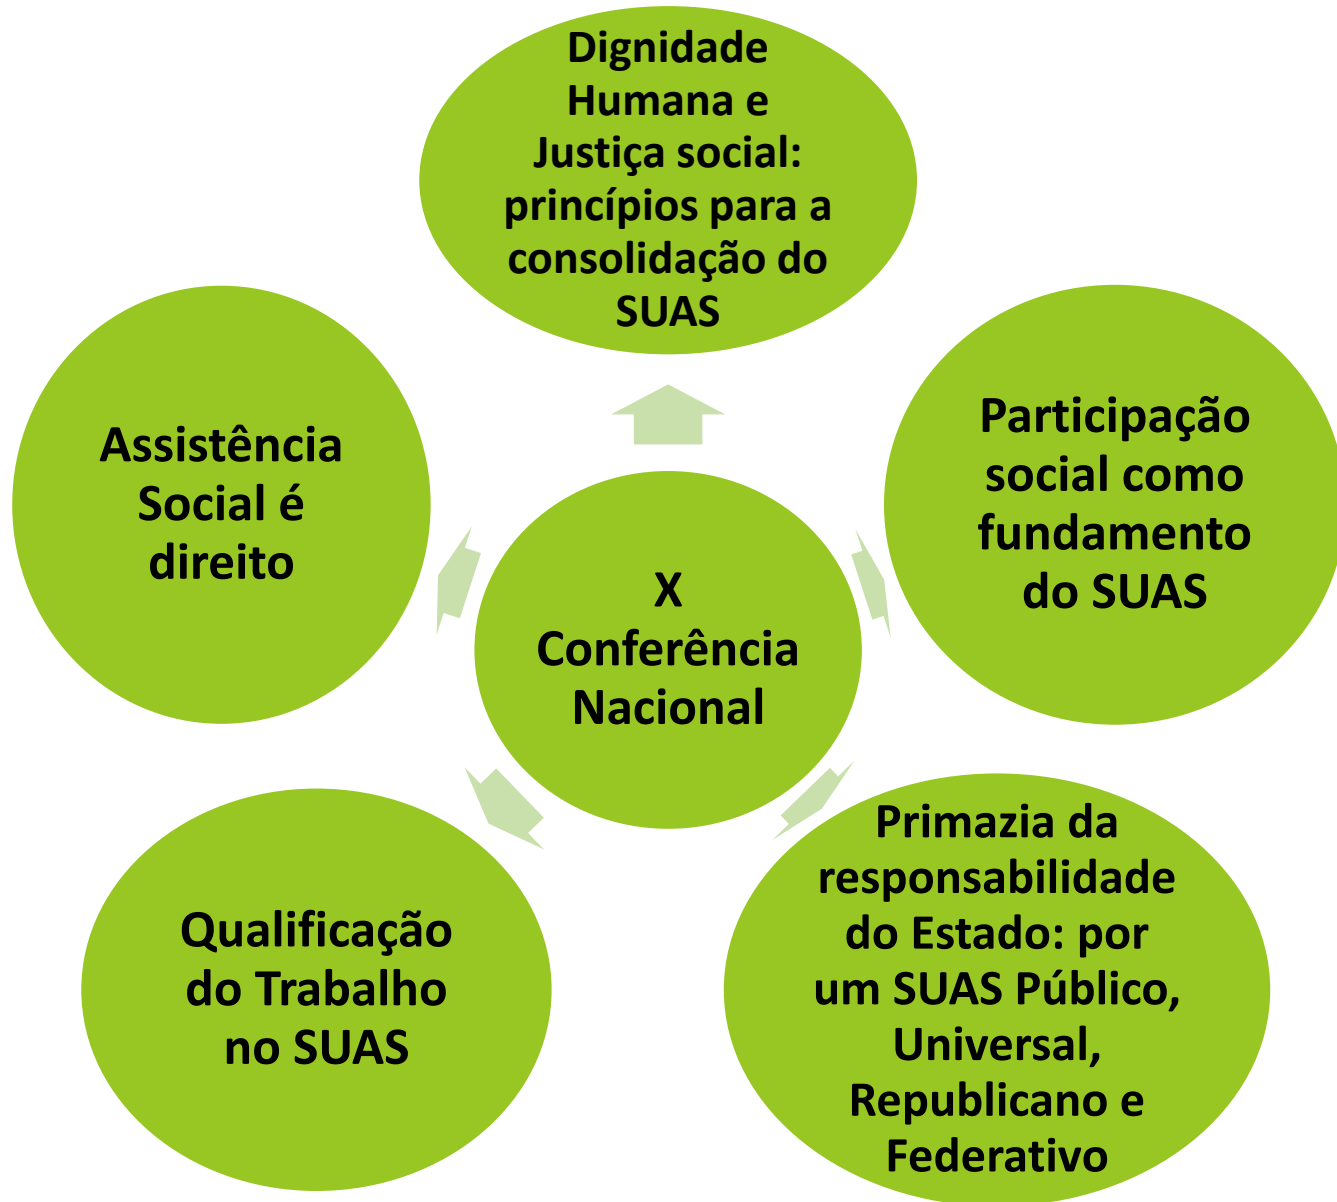 Dignidade
Humana e
Justiça social:
princípios para a
consolidação do
SUAS
Participação
social como
fundamento
do SUAS
Primazia da
responsabilidade
do Estado: por
um SUAS Público,
Universal,
Republicano e
Federativo
Qualificação
do Trabalho
no SUAS
Assistência
Social é
direito
X
Conferência
Nacional